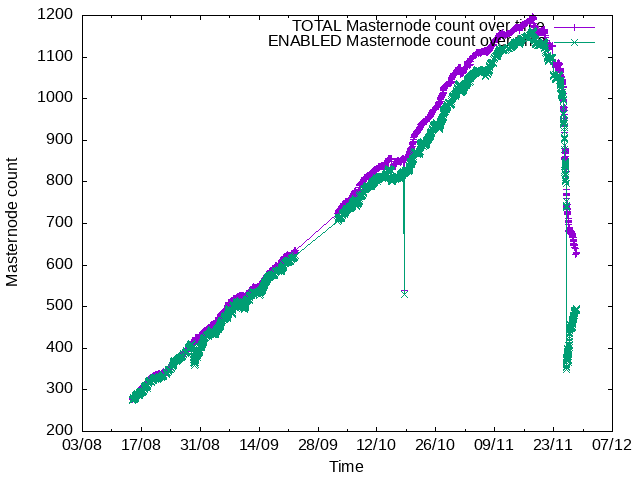 1200
TOTAL Masternode count over time
ENABLED Masternode count over time
1100
1000
900
800
700
600
500
400
300
200
Masternode count
03/08 17/08 31/08 14/09 28/09 12/10 26/10 09/11 23/11 07/12
Time